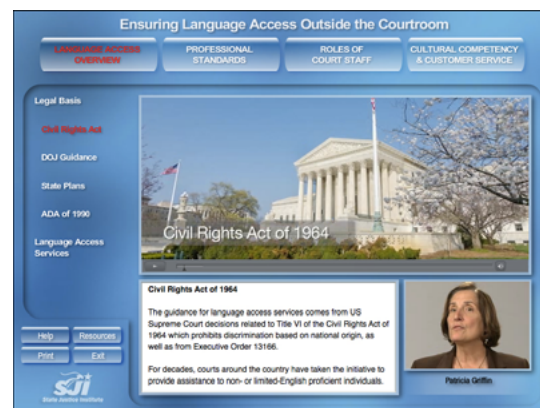 Ensuring Language Access Outside the Courtroom
LANGUAGE ACCESS
OVERVIEW
PROFESSIONAL
STANDARDS
ROLES OF
COURT STAFF
CULTURAL COMPETENCY
& CUSTOMER SERVICE
Legal Basis
Civil Rights Act
DOJ Guidance
State Plans
ADA of 1990
Language Access
Services
Civil Rights Act of 1964
Civil Rights Act of 1964
The guidance for language access services comes from US
Supreme Court decisions related to Title VI of the Civil Rights Act of
1964 which prohibits discrimination based on national origin, as
well as from Executive Order 13166.
For decades, courts around the country have taken the initiative to
provide assistance to non- or limited-English proficient individuals.
Patricia Griffin
Help
Resources
Print
Exit
SJI
State Justice Institute